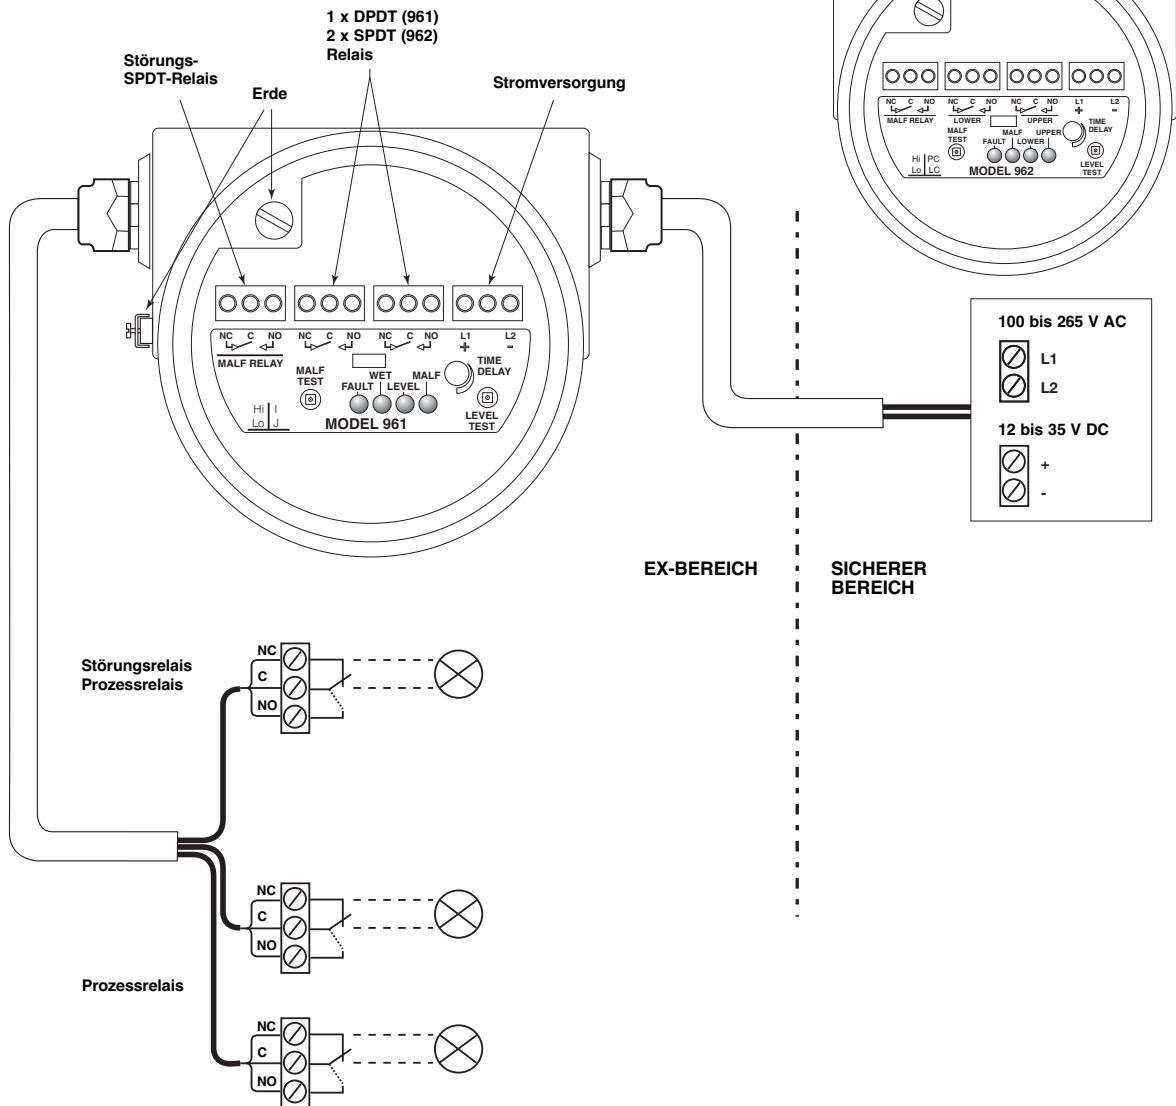 1 x DPDT (961)
2 x SPDT (962)
Relais
Störungs-
SPDT-Relais
Erde
Stromversorgung
NC C NO NC C NO NC C NO L1 L2
+ -
MALF RELAY LOWER UPPER
MALF
TEST
TIME
DELAY
MALF UPPER
FAULT LOWER
LEVEL
TEST
Hi PC
Lo LC
MODEL 962
NC C NO NC C NO NC C NO L1 L2
+ -
MALF RELAY
MALF
TEST
TIME
DELAY
WET MALF
FAULT LEVEL
LEVEL
TEST
Hi I
Lo J
MODEL 961
100 bis 265 V AC
L1
L2
12 bis 35 V DC
+
-
EX-BEREICH
SICHERER
BEREICH
Störungsrelais
Prozessrelais
NC
C
NO
NC
C
NO
Prozessrelais
NC
C
NO